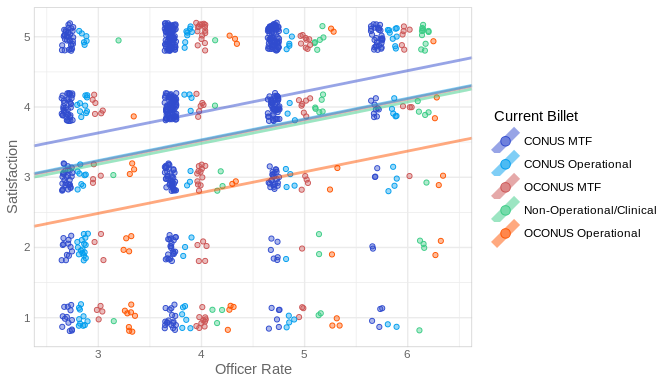 5
4
3
2
1
Satisfaction
3
4
5
6
Officer Rate
Current Billet
CONUS MTF
CONUS Operational
OCONUS MTF
Non-Operational/Clinical
OCONUS Operational